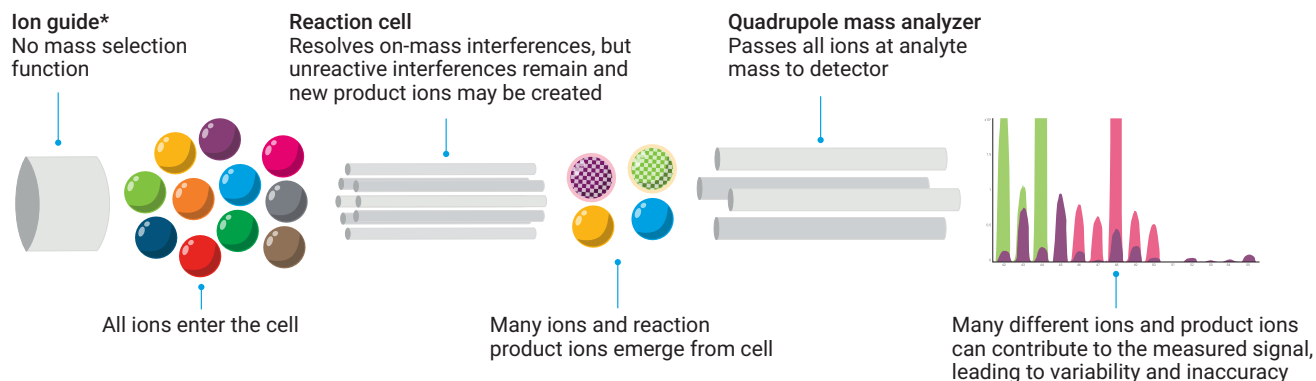 Ion guide*
No mass selection
function
Reaction cell
Resolves on-mass interferences, but
unreactive interferences remain and
new product ions may be created
Quadrupole mass analyzer
Passes all ions at analyte
mass to detector
All ions enter the cell
Many ions and reaction
product ions emerge from cell
Many different ions and product ions
can contribute to the measured signal,
leading to variability and inaccuracy